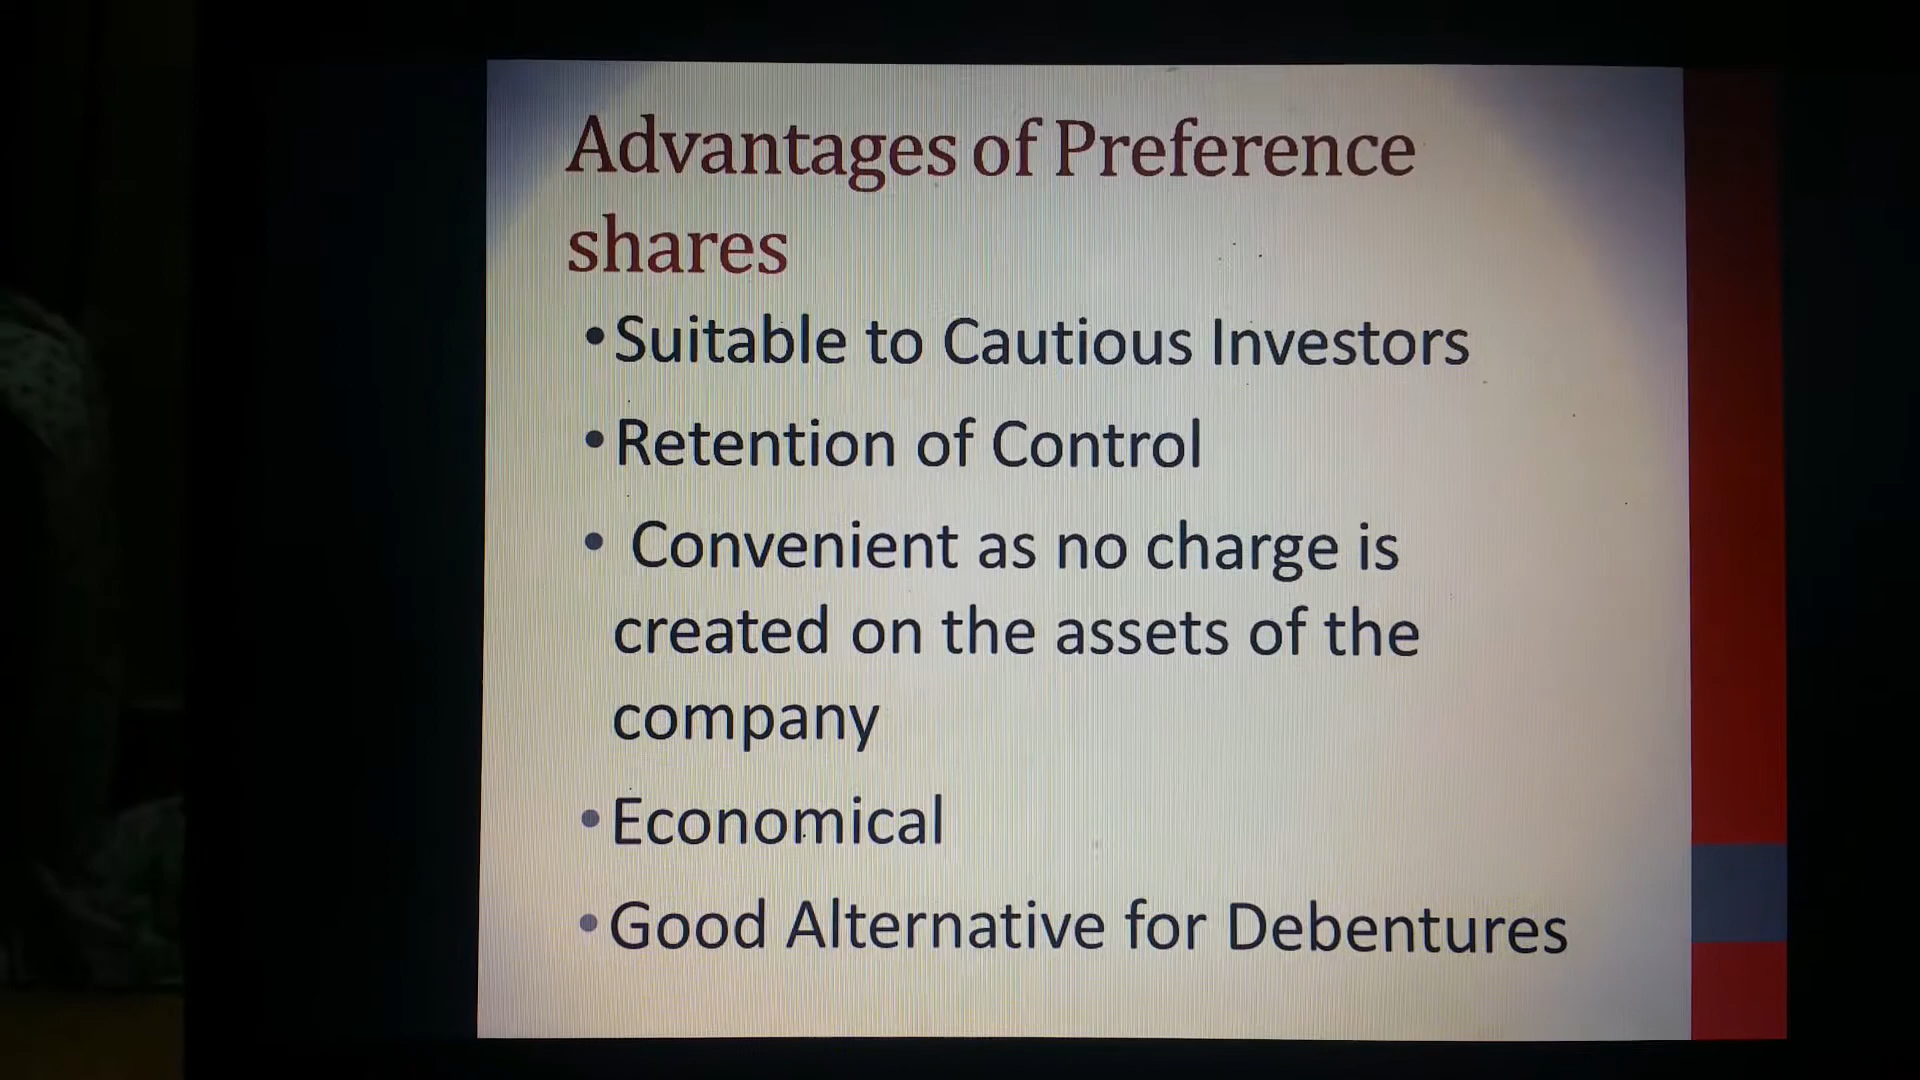 Advantages of Preference
shares
•Suitable to Cautious Investors
•Retention of Control
• Convenient as no charge is
created on the assets of the
company
•Economical
•Good Alternative for Debentures